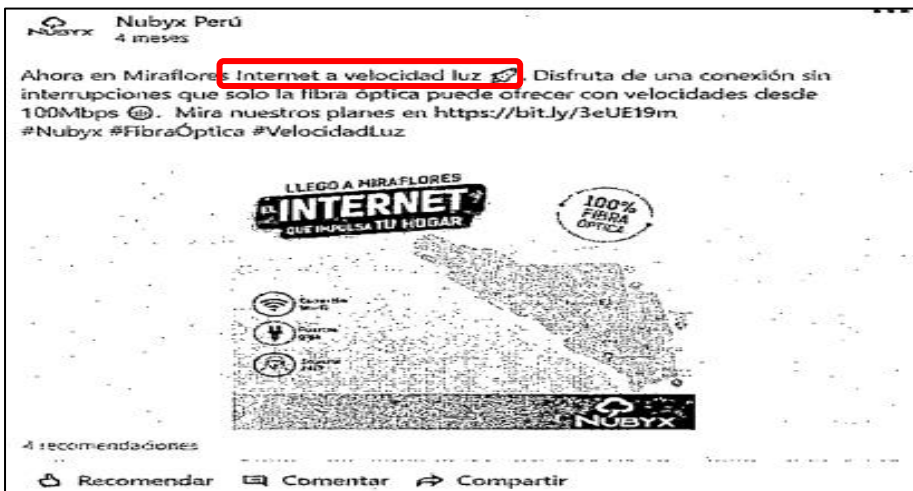 Nubyx Perú
NUBYX
4 meses
Ahora en Miraflores Internet a velocidad luz. Disfruta de una conexión sin
interrupciones que solo la fibra óptica puede ofrecer con velocidades desde
100Mbps. Mira nuestros planes en https://bit.ly/3eUE19m
#Nubyx #FibraÓptica #VelocidadLuz
LLEGO A MIRAFLORES
EL INTERNET
QUE IMPULSA TU HOGAR
100%
FIBRA
ÓPTICA
NUBYX
4 recomendaciones
Recomendar Comentar Compartir